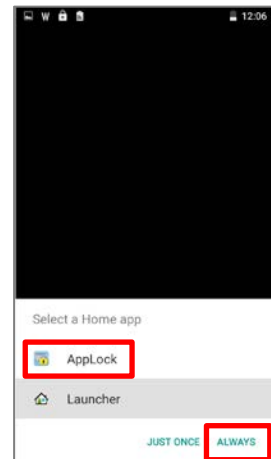 W 12:06
Select a Home app
AppLock
Launcher
JUST ONCE ALWAYS